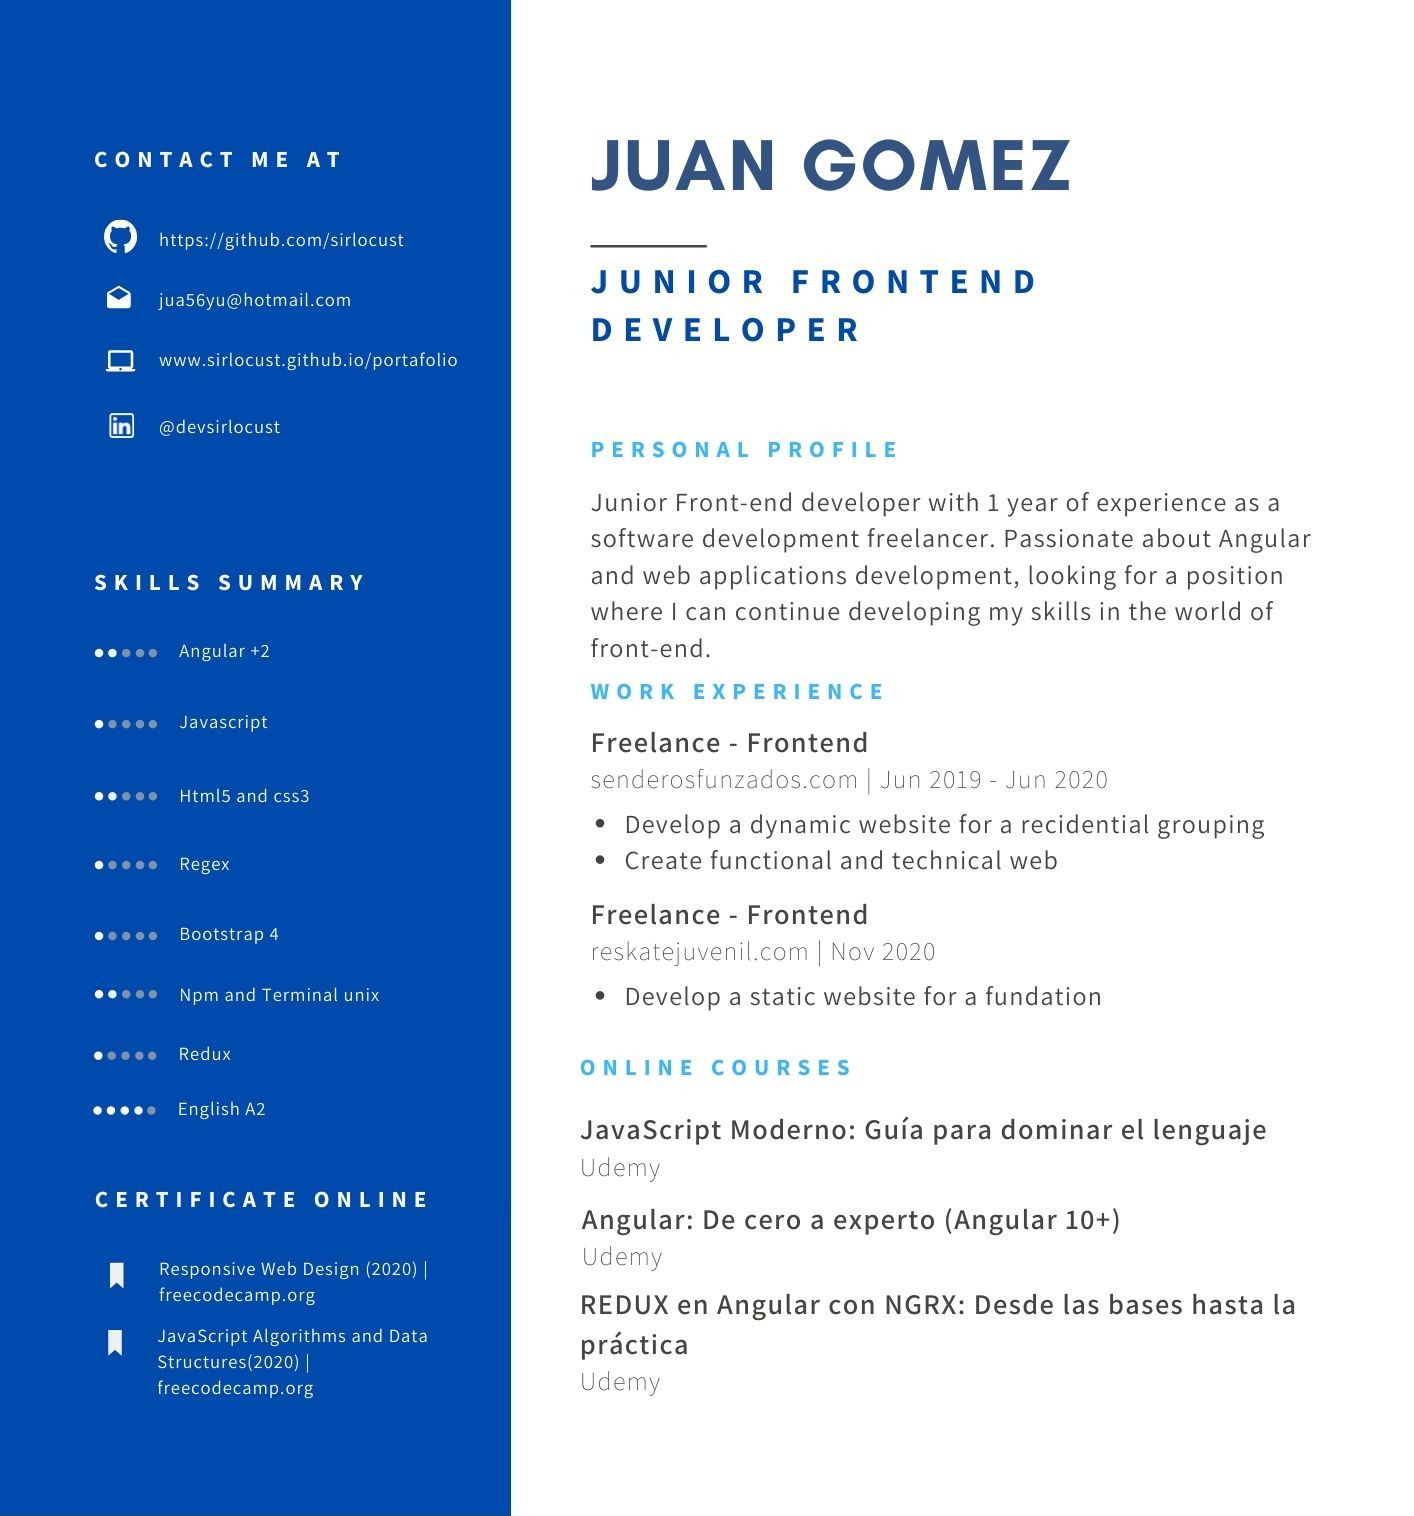 CONTACT ME AT
https://github.com/sirlocust
jua56yu@hotmail.com
www.sirlocust.github.io/portafolio
@devsirlocust
SKILLS SUMMARY
Angular +2
Javascript
Html5 and css3
Regex
Bootstrap 4
Npm and Terminal unix
Redux
English A2
CERTIFICATE ONLINE
Responsive Web Design (2020) |
freecodecamp.org
JavaScript Algorithms and Data
Structures(2020) |
freecodecamp.org
JUAN GOMEZ
JUNIOR FRONTEND
DEVELOPER
PERSONAL PROFILE
Junior Front-end developer with 1 year of experience as a
software development freelancer. Passionate about Angular
and web applications development, looking for a position
where I can continue developing my skills in the world of
front-end.
WORK EXPERIENCE
Freelance - Frontend
senderosfunzados.com | Jun 2019 - Jun 2020
• Develop a dynamic website for a recidential grouping
• Create functional and technical web
Freelance - Frontend
reskatejuvenil.com | Nov 2020
• Develop a static website for a fundation
ONLINE COURSES
JavaScript Moderno: Guía para dominar el lenguaje
Udemy
Angular: De cero a experto (Angular 10+)
Udemy
REDUX en Angular con NGRX: Desde las bases hasta la
práctica
Udemy